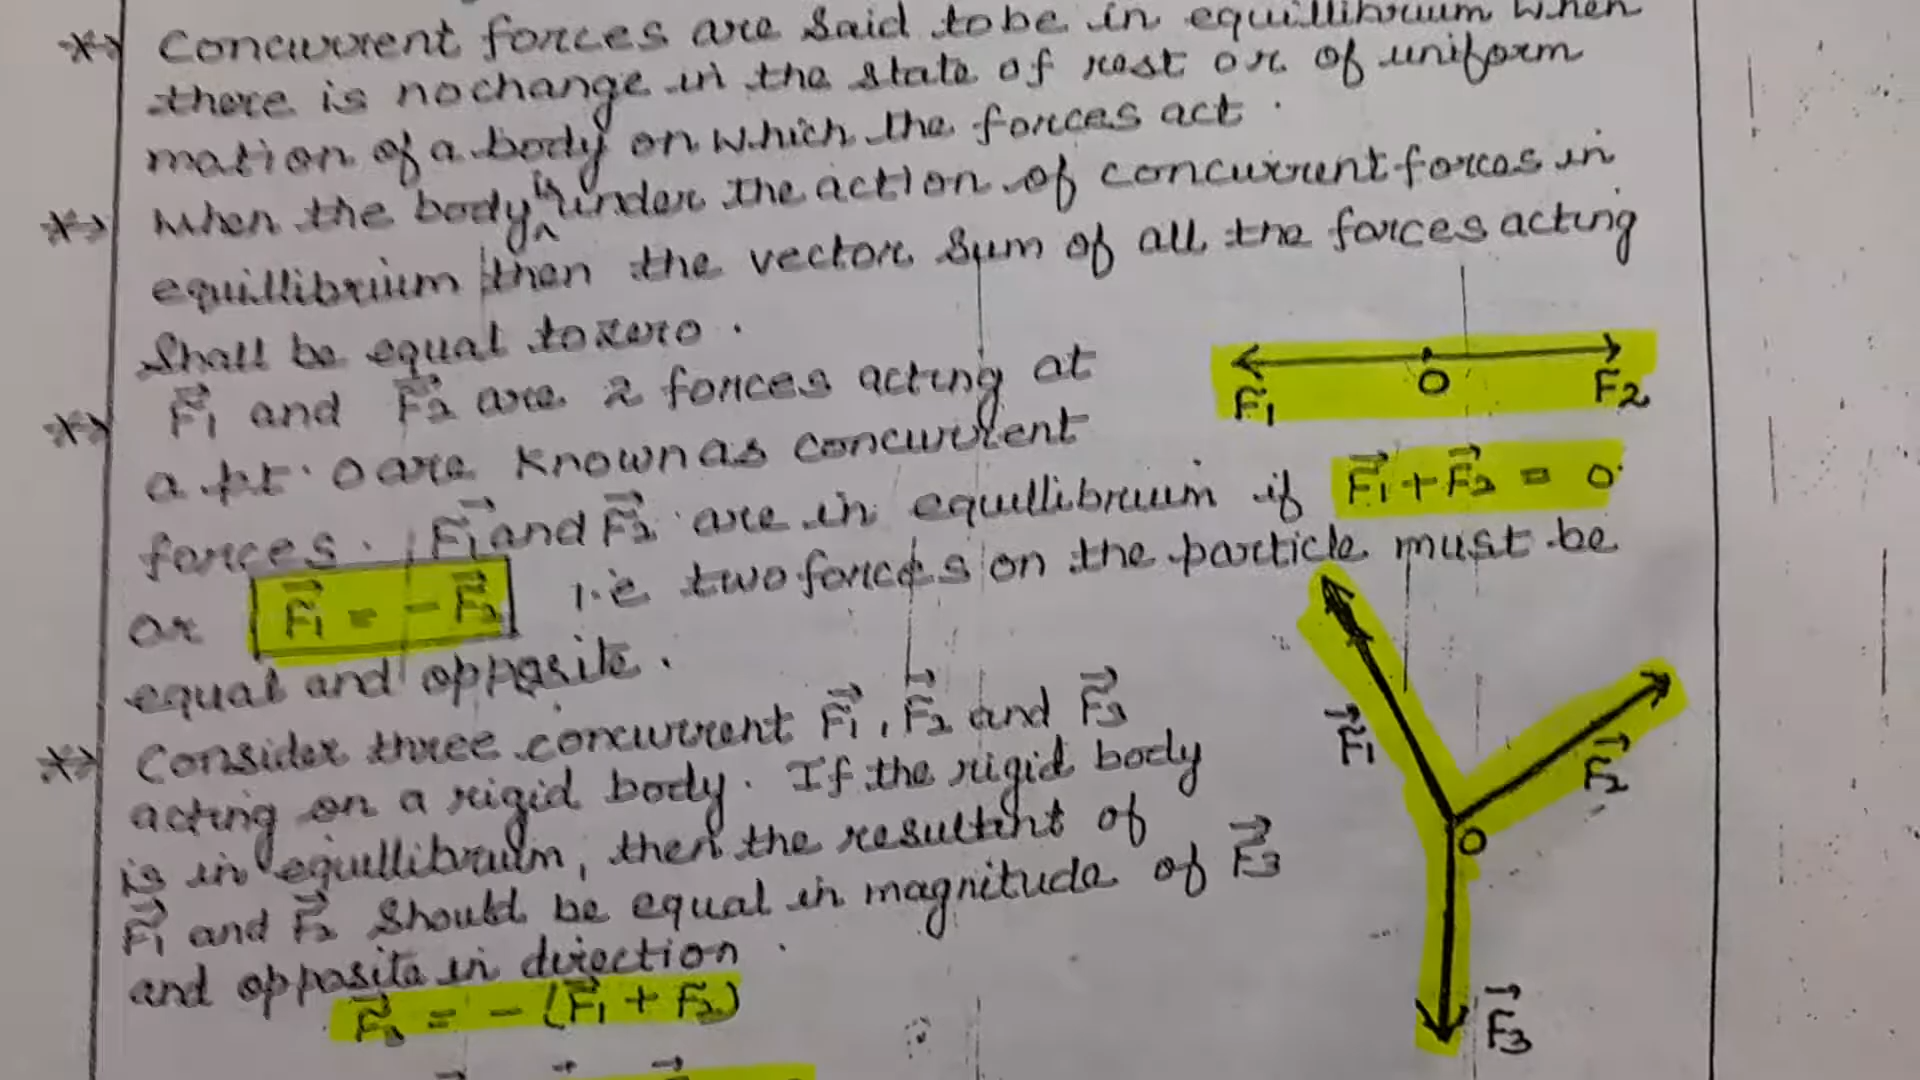 *→ Concurrent forces are said to be in equillibruum when
there is no change in the state of rest or of uniform
mation of a body on which the forces act.
*→ When the body is under the action of concurrent forces in
equillibrium then the vector sum of all the forces acting
shall be equal to zero.
*→ F⃗1 and F⃗2 are 2 forces acting at
a pt. O are known as concurrent
forces. F⃗1 and F⃗2 are in equillibruum if F⃗1 + F⃗2 = 0
or F⃗1 = - F⃗2 i.e two forces on the particle must be
equal and opposite.
F1 O F2
*→ Consider three concurrent F⃗1, F⃗2 and F⃗3
acting on a rigid body. If the rigid body
is in equillibruum, then the resultant of
F⃗1 and F⃗2 should be equal in magnitude of F⃗3
and opposite in direction.
F⃗3 = - (F⃗1 + F⃗2)
F⃗1
F⃗2
O
F⃗3